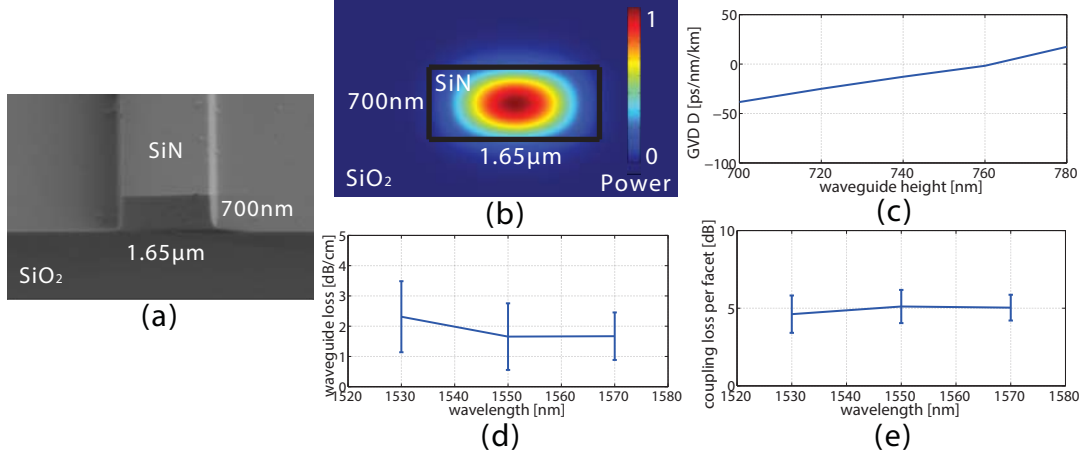 SiN
700nm
1.65μm
SiO2
(a)
1
SiN
700nm
1.65μm
0
SiO2
Power
(b)
GVD D [ps/nm/km]
50
0
−50
−100
700 720 740 760 780
waveguide height [nm]
(c)
waveguide loss [dB/cm]
5
4
3
2
1
0
1520 1530 1540 1550 1560 1570 1580
wavelength [nm]
(d)
coupling loss per facet [dB]
10
5
0
1520 1530 1540 1550 1560 1570 1580
wavelength [nm]
(e)